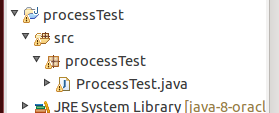 processTest
src
processTest
ProcessTest.java
JRE System Library [java-8-oracl